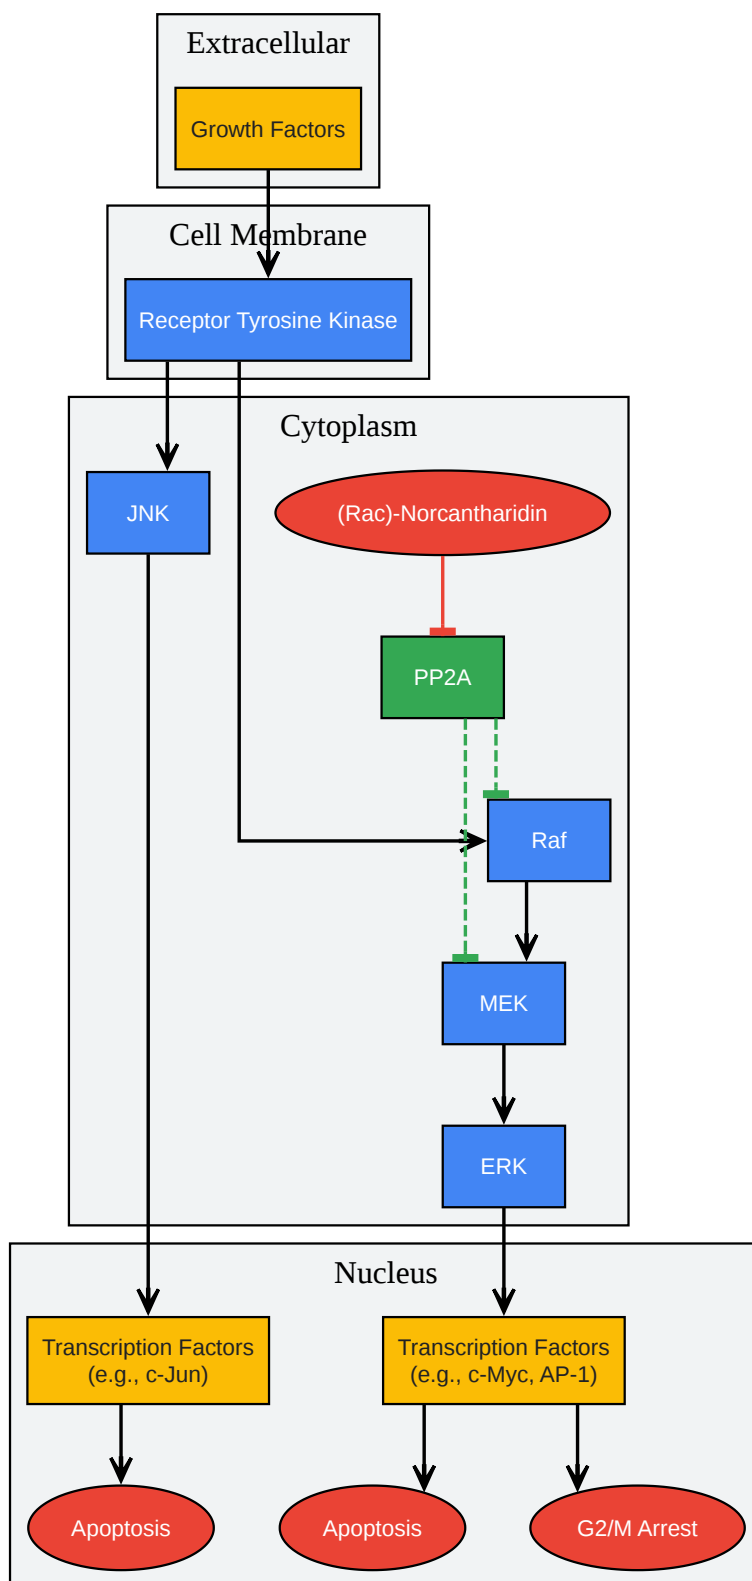 Extracellular
Growth Factors
Cell Membrane
Receptor Tyrosine Kinase
Cytoplasm
JNK
(Rac)-Norcantharidin
PP2A
Raf
MEK
ERK
Nucleus
Transcription Factors
(e.g., c-Jun)
Transcription Factors
(e.g., c-Myc, AP-1)
Apoptosis
Apoptosis
G2/M Arrest